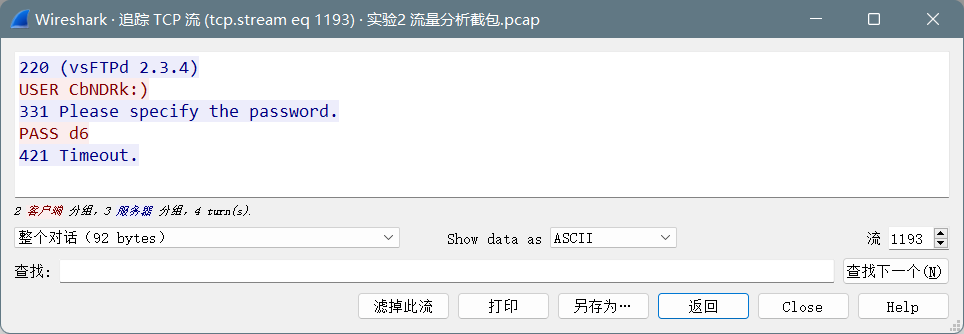 Wireshark · 追踪 TCP 流 (tcp.stream eq 1193) · 实验2 流量分析截包.pcap
220 (vsFTPd 2.3.4)
USER CbNDRk:)
331 Please specify the password.
PASS d6
421 Timeout.
2 客户端 分组，3 服务器 分组，4 turn(s).
整个对话（92 bytes） Show data as ASCII 流 1193
查找： 查找下一个(N)
滤掉此流 打印 另存为… 返回 Close Help